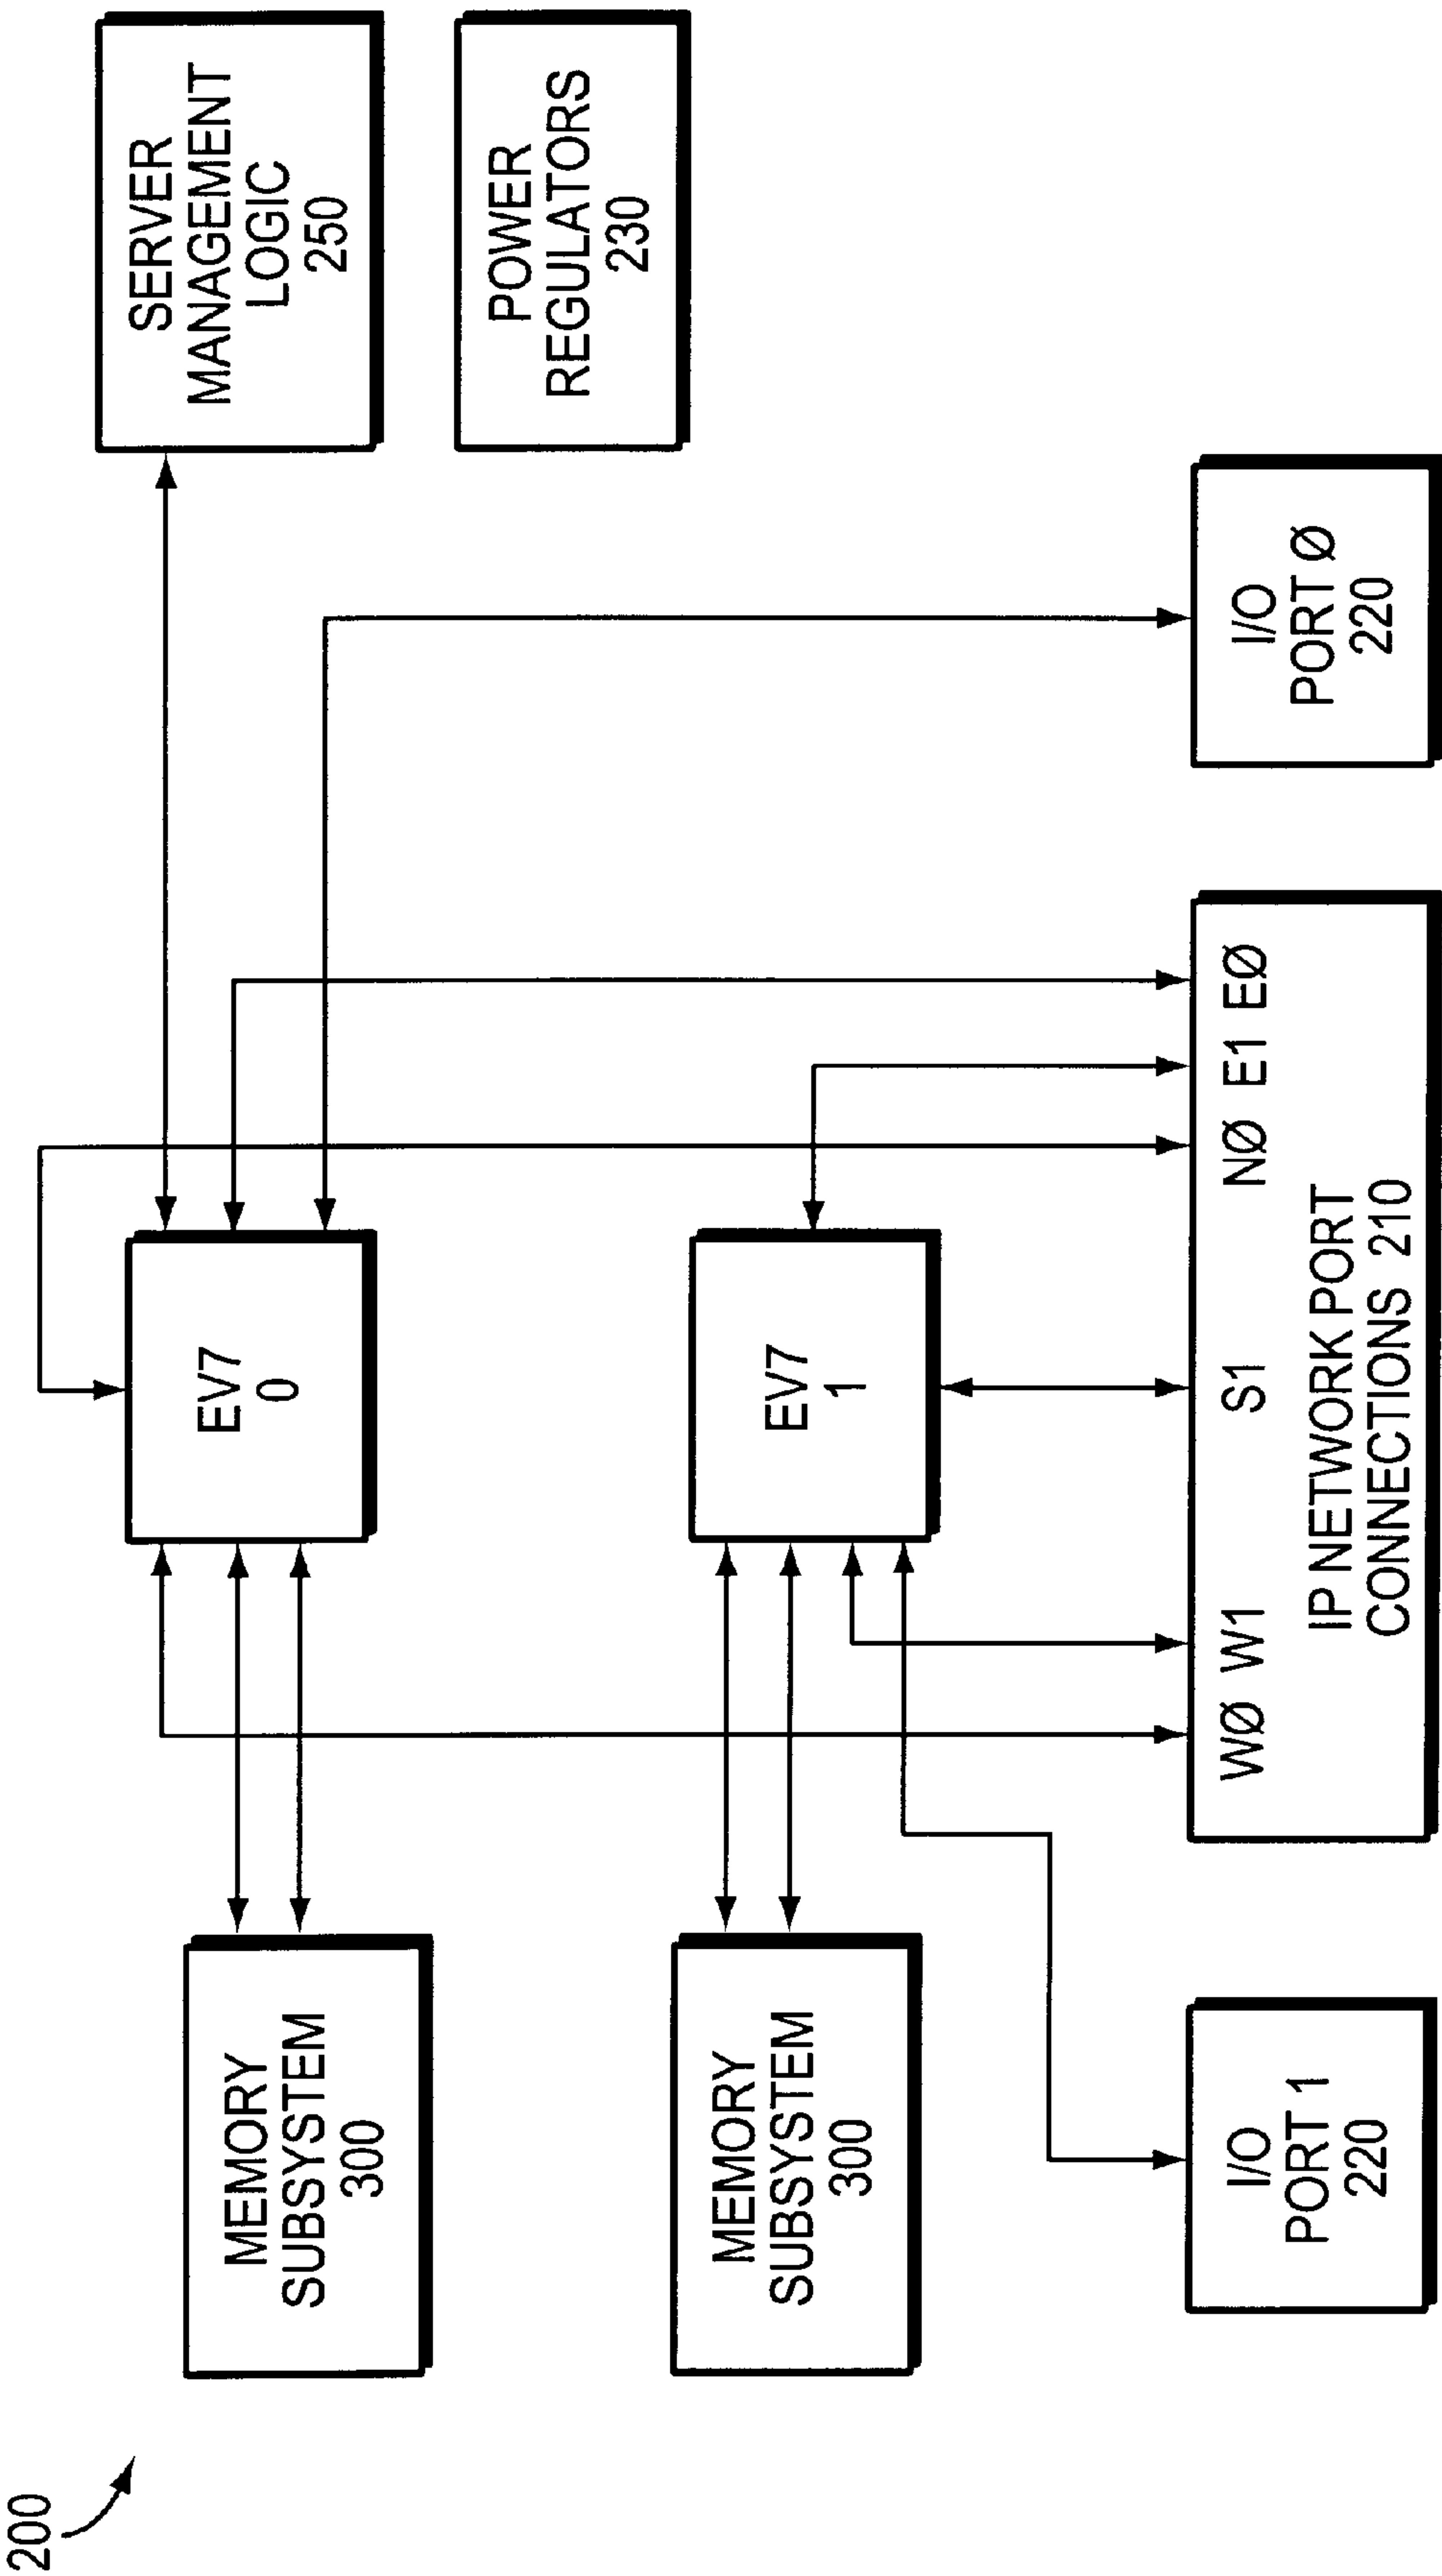 200
MEMORY
SUBSYSTEM
300
EV7
0
SERVER
MANAGEMENT
LOGIC
250
POWER
REGULATORS
230
MEMORY
SUBSYSTEM
300
EV7
1
I/O
PORT 1
220
WØ W1 S1 NØ E1 EØ
IP NETWORK PORT
CONNECTIONS 210
I/O
PORT Ø
220